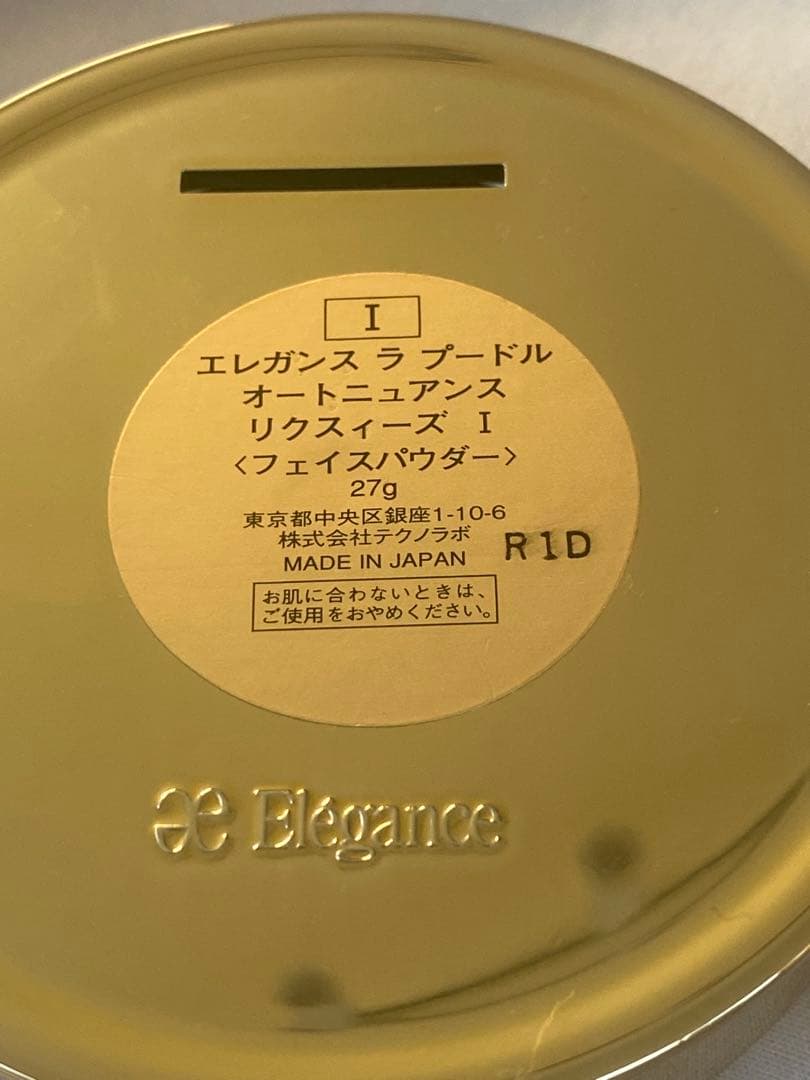 I
エレガンス ラ プードル
オートニュアンス
リクスィーズ I
〈フェイスパウダー〉
27g
東京都中央区銀座1-10-6
株式会社テクノラボ
MADE IN JAPAN
R1D
お肌に合わないときは、
ご使用をおやめください。
æ Elégance